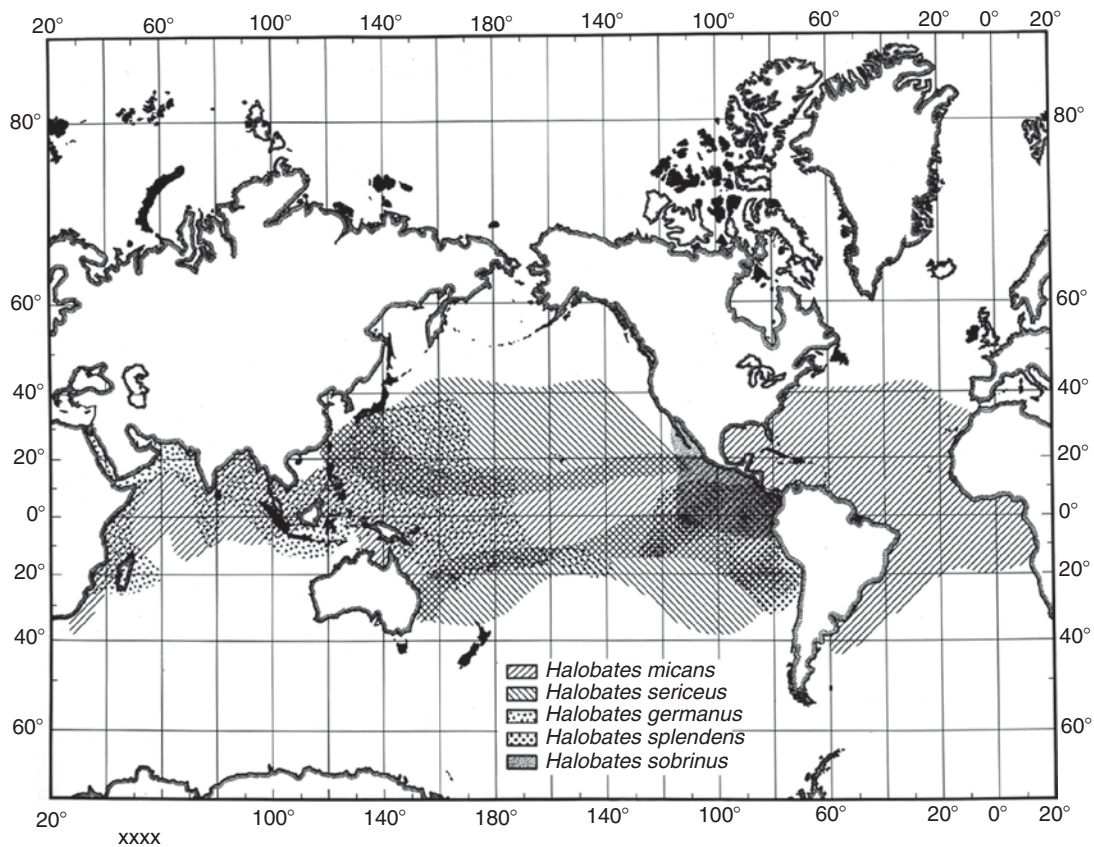 20° 60° 100° 140° 180° 140° 100° 60° 20° 0° 20°
80° 80°
60° 60°
40° 40°
20° 20°
0° 0°
20° 20°
40° 40°
Halobates micans
Halobates sericeus
Halobates germanus
60° 60°
Halobates splendens
Halobates sobrinus
20° 100° 140° 180° 140° 100° 60° 20° 0° 20°
xxxx